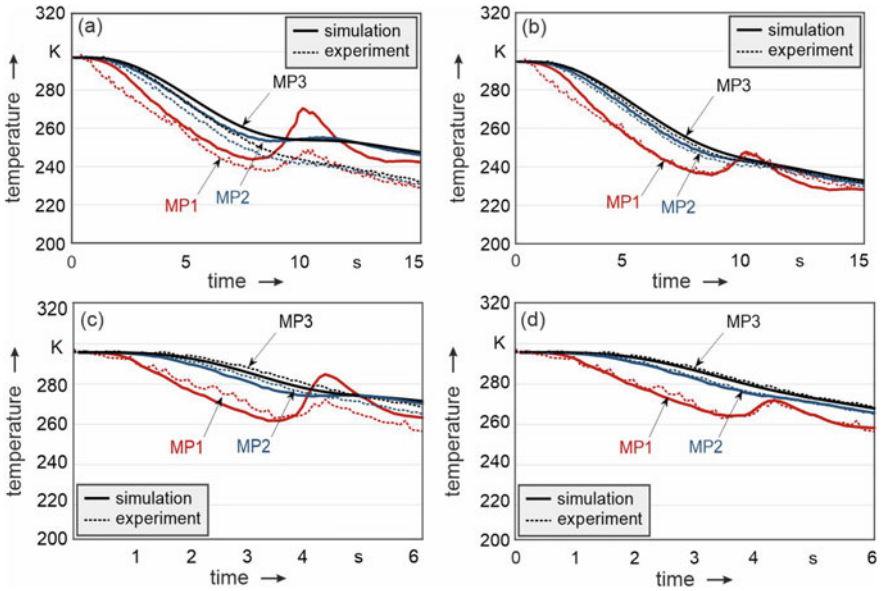 (a)
simulation
experiment
320
K
280
260
240
220
200
temperature
MP3
MP1
MP2
0
5
10
s
15
time
(b)
simulation
experiment
320
K
280
260
240
220
200
temperature
MP3
MP1
MP2
0
5
10
s
15
time
(c)
320
K
280
260
240
220
200
temperature
MP3
MP1
MP2
simulation
experiment
1
2
3
4
s
6
time
(d)
320
K
280
260
240
220
200
temperature
MP3
MP1
MP2
simulation
experiment
0
1
2
3
4
s
6
time